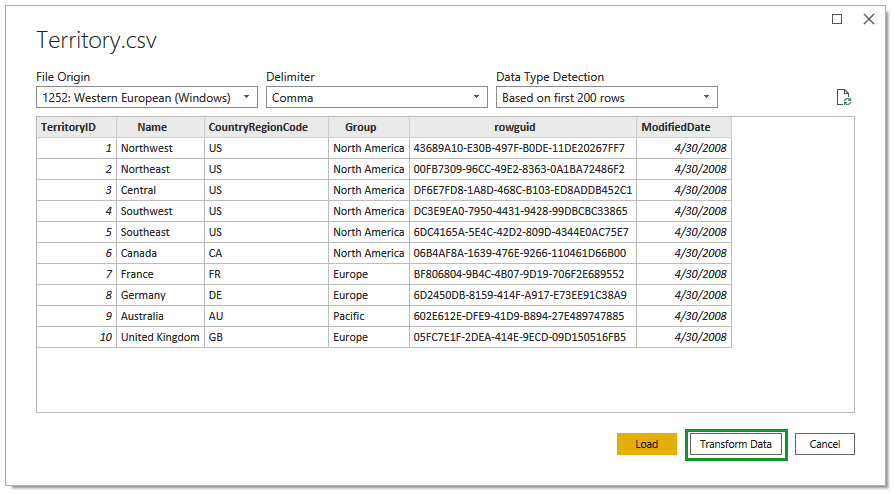 Territory.csv
File Origin Delimiter Data Type Detection
1252: Western European (Windows) Comma Based on first 200 rows
TerritoryID Name CountryRegionCode Group rowguid ModifiedDate
1 Northwest US North America 43689A10-E30B-497F-B0DE-11DE20267FF7 4/30/2008
2 Northeast US North America 00FB7309-96CC-49E2-8363-0A1BA72486F2 4/30/2008
3 Central US North America DF6E7FD8-1A8D-468C-B103-ED8ADDB452C1 4/30/2008
4 Southwest US North America DC3E9EA0-7950-4431-9428-99DBCBC33865 4/30/2008
5 Southeast US North America 6DC4165A-5E4C-42D2-809D-4344E0AC75E7 4/30/2008
6 Canada CA North America 06B4AF8A-1639-476E-9266-110461D66B00 4/30/2008
7 France FR Europe BF806804-9B4C-4B07-9D19-706F2E689552 4/30/2008
8 Germany DE Europe 6D2450DB-8159-414F-A917-E73EE91C38A9 4/30/2008
9 Australia AU Pacific 602E612E-DFE9-41D9-B894-27E489747885 4/30/2008
10 United Kingdom GB Europe 05FC7E1F-2DEA-414E-9ECD-09D150516FB5 4/30/2008
Load Transform Data Cancel